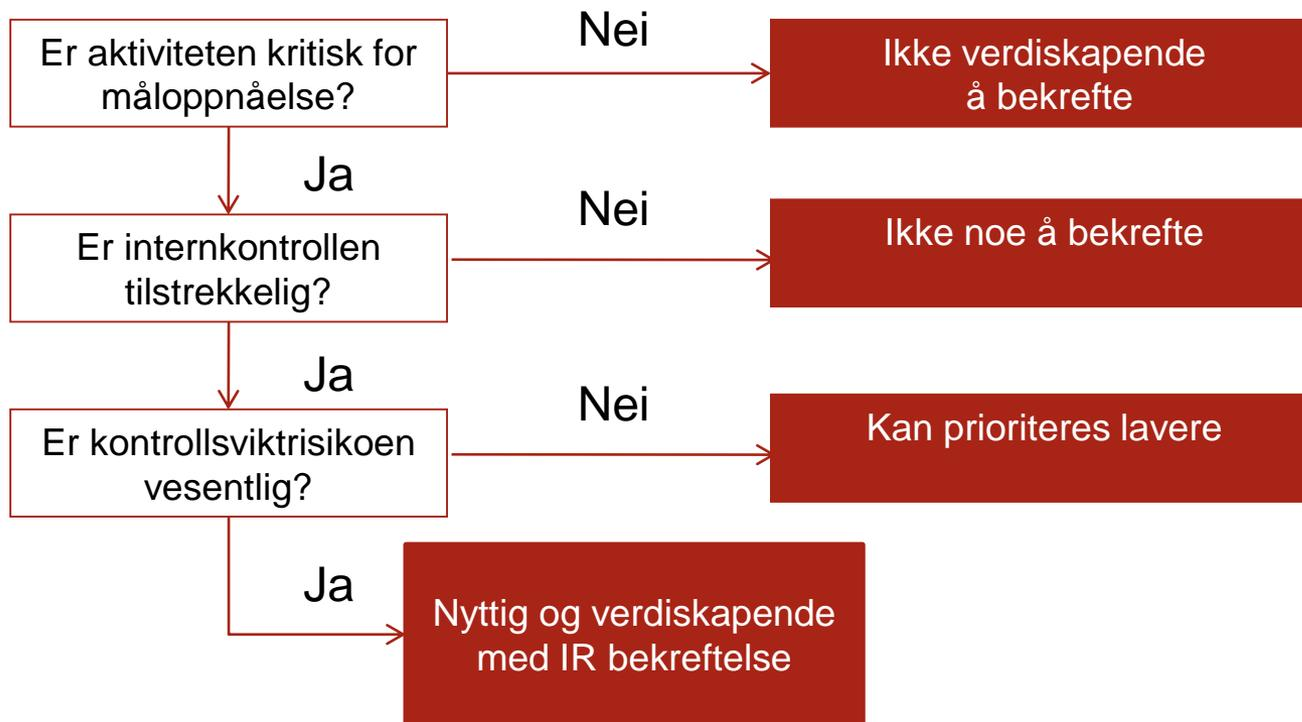 Er aktiviteten kritisk for
måloppnåelse?
Nei
Ikke verdiskapende
å bekrefte
Ja
Er internkontrollen
tilstrekkelig?
Nei
Ikke noe å bekrefte
Ja
Er kontrollsviktrisikoen
vesentlig?
Nei
Kan prioriteres lavere
Ja
Nyttig og verdiskapende
med IR bekreftelse